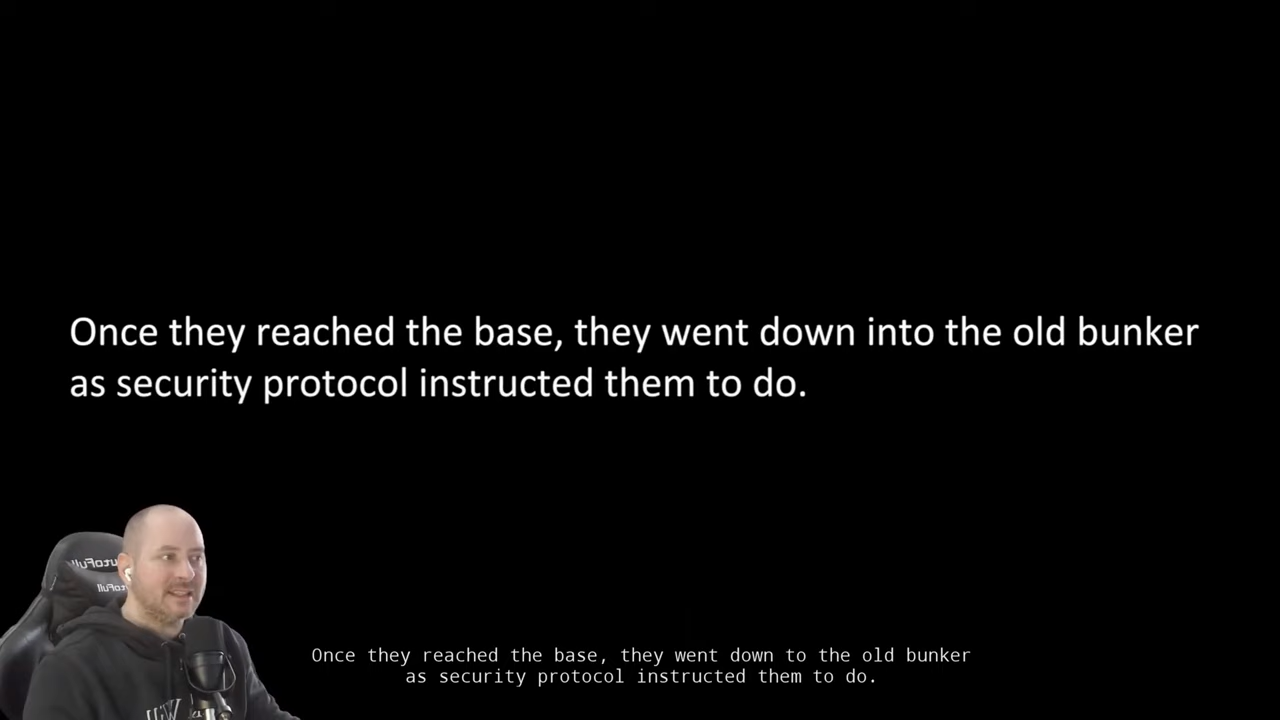 Once they reached the base, they went down into the old bunker
as security protocol instructed them to do.
AutoFull
Once they reached the base, they went down to the old bunker
as security protocol instructed them to do.